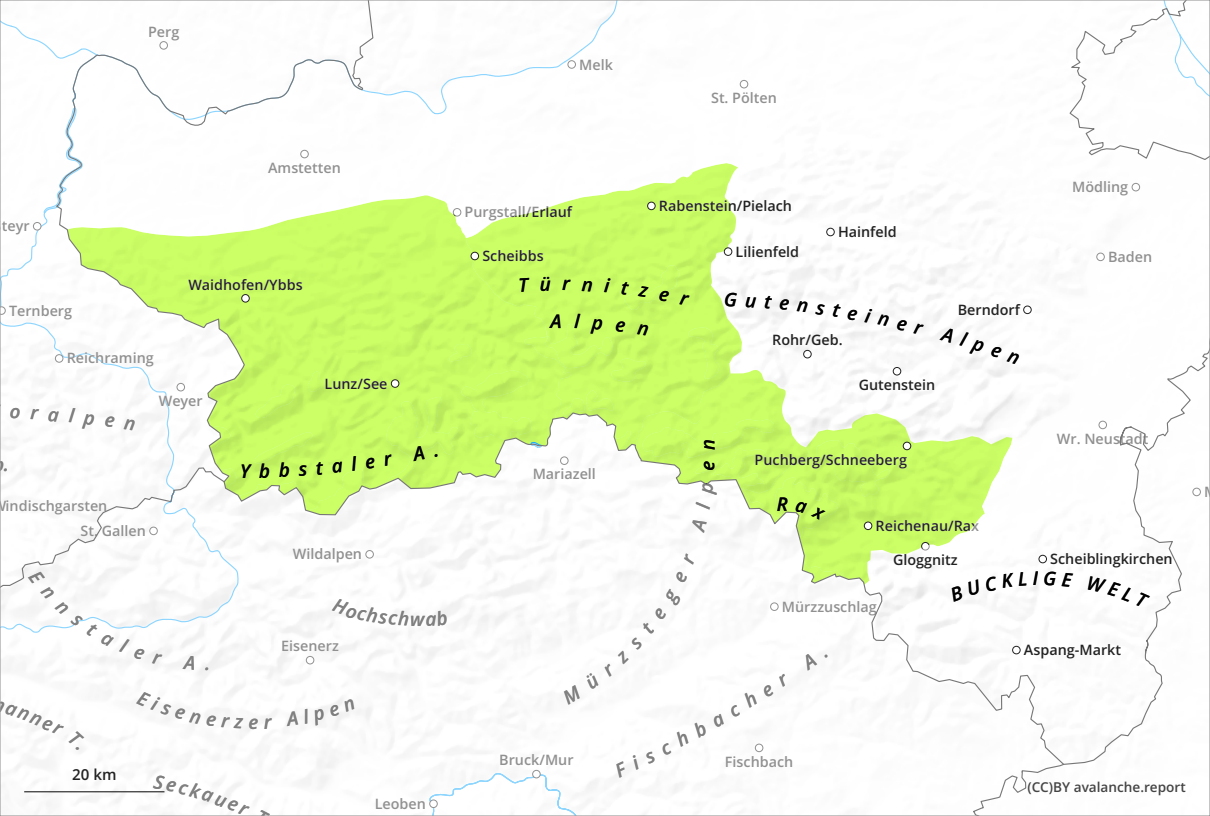 Perg
Melk
St. Pölten
Amstetten
Mödling
Purgstall/Erlauf
Rabenstein/Pielach
teyr
Hainfeld
Lilienfeld
Scheibbs
Baden
Waidhofen/Ybbs
Türnitzer
Alpen
Gutensteiner Alpen
Ternberg
Berndorf
Rohr/Geb.
Reichraming
Lunz/See
Gutenstein
Weyer
oralpen
Wr. Neustadt
Ybbstaler A.
Puchberg/Schneeberg
Mariazell
Rax
Windischgarsten
St. Gallen
Reichenau/Rax
Wildalpen
Gloggnitz
Scheiblingkirchen
BUCKLIGE WELT
Ennstaler A.
Hochschwab
Mürzsteger Alpen
Mürzzuschlag
Eisenerz
Aspang-Markt
Eisenerzer Alpen
Fischbacher A.
anner T.
Bruck/Mur
Fischbach
20 km
Seckauer T
Leoben
(CC)BY avalanche.report